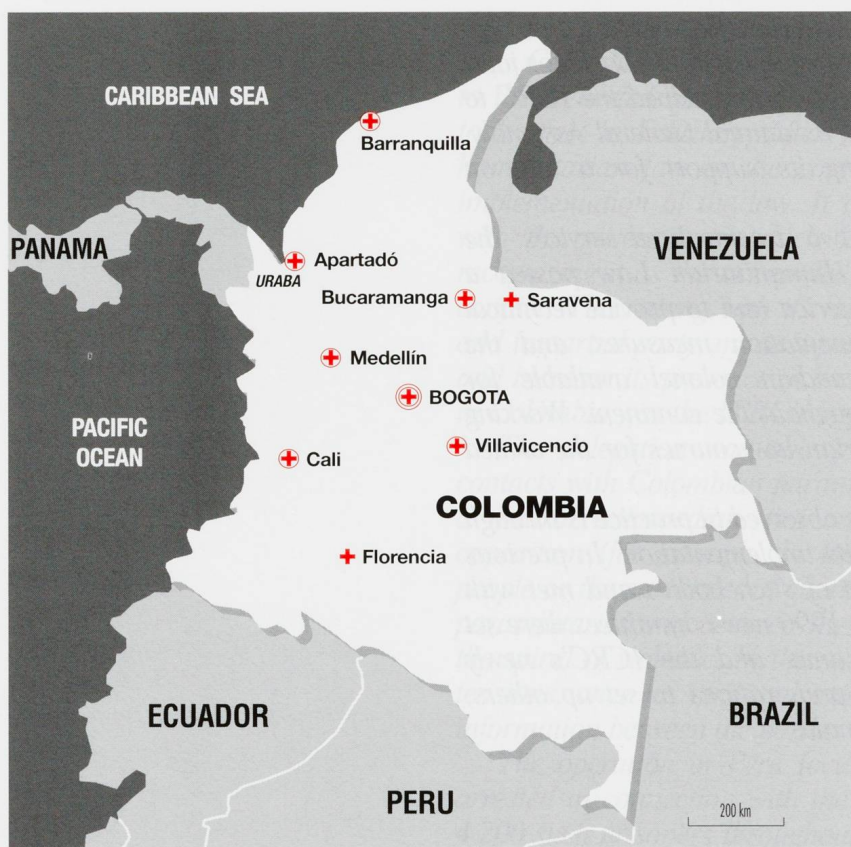 CARIBBEAN SEA
Barranquilla
PANAMA
Apartadó
URABA
VENEZUELA
Bucaramanga
Saravena
Medellín
BOGOTA
PACIFIC
OCEAN
Villavicencio
Cali
COLOMBIA
Florencia
ECUADOR
BRAZIL
PERU
200 km